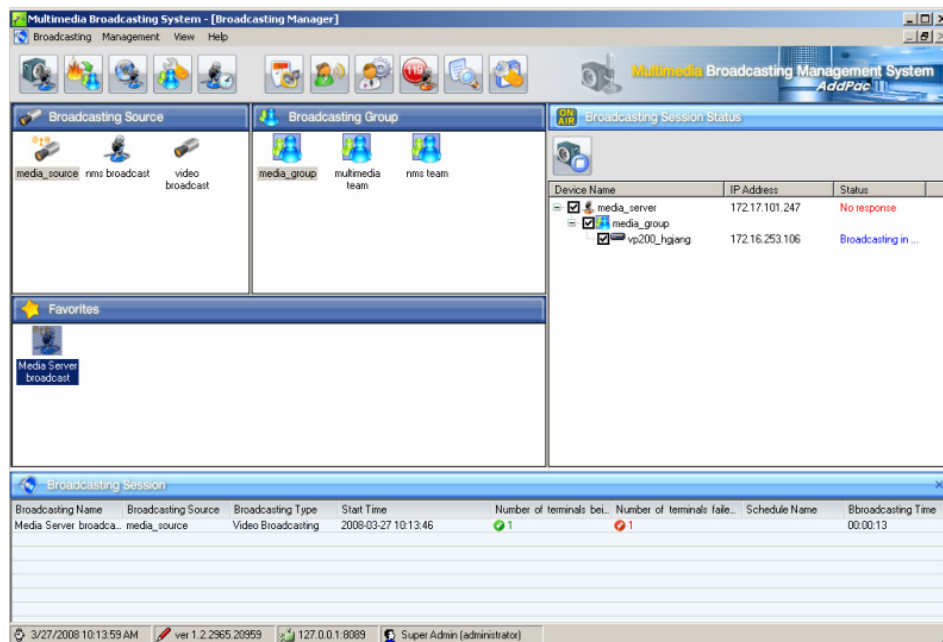 Multimedia Broadcasting System - [Broadcasting Manager]
Broadcasting Management View Help
119
Multimedia Broadcasting Management System
AddPac
Broadcasting Source
media_source nms broadcast video broadcast
Broadcasting Group
media_group multimedia team nms team
Favorites
Media Server broadcast
ON AIR Broadcasting Session Status
Device Name IP Address Status
media_server 172.17.101.247 No response
media_group
vp200_hgjang 172.16.253.106 Broadcasting in ...
Broadcasting Session
Broadcasting Name Broadcasting Source Broadcasting Type Start Time Number of terminals bei... Number of terminals faile... Schedule Name Bbroadcasting Time
Media Server broadca... media_source Video Broadcasting 2008-03-27 10:13:46 1 1 00:00:13
3/27/2008 10:13:59 AM ver 1.2.2965.20959 127.0.0.1:8089 Super Admin (administrator)